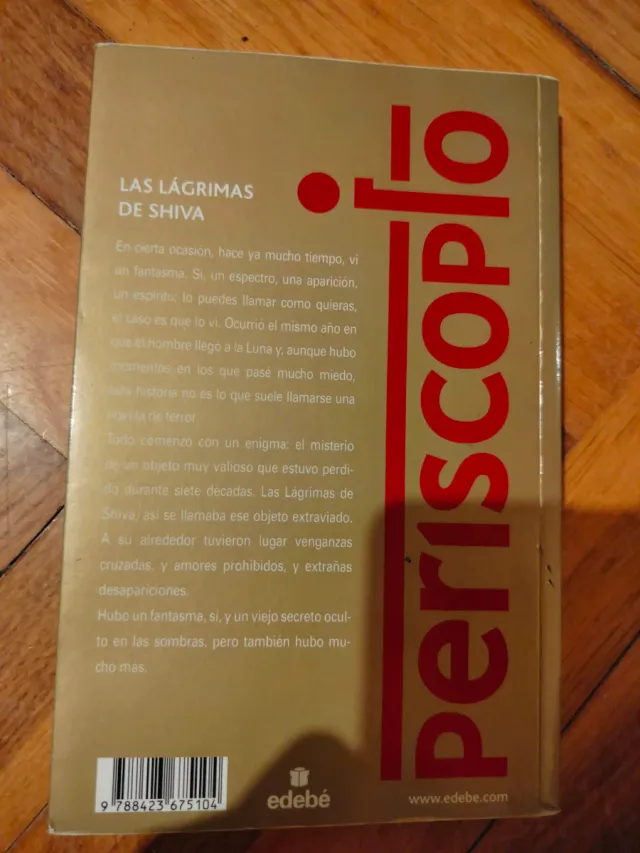 LAS LÁGRIMAS
DE SHIVA
En cierta ocasión, hace ya mucho tiempo, vi
un fantasma. Sí, un espectro, una aparición,
un espíritu; lo puedes llamar como quieras,
el caso es que lo vi. Ocurrió el mismo año en
que el hombre llegó a la Luna y, aunque hubo
momentos en los que pasé mucho miedo,
esta historia no es lo que suele llamarse una
novela de terror.
Todo comenzó con un enigma: el misterio
de un objeto muy valioso que estuvo perdi-
do durante siete décadas. Las Lágrimas de
Shiva, así se llamaba ese objeto extraviado.
A su alrededor tuvieron lugar venganzas
cruzadas, y amores prohibidos, y extrañas
desapariciones.
Hubo un fantasma, sí, y un viejo secreto ocul-
to en las sombras, pero también hubo mu-
cho más.
periscopio
9 788423 675104
edebé
www.edebe.com